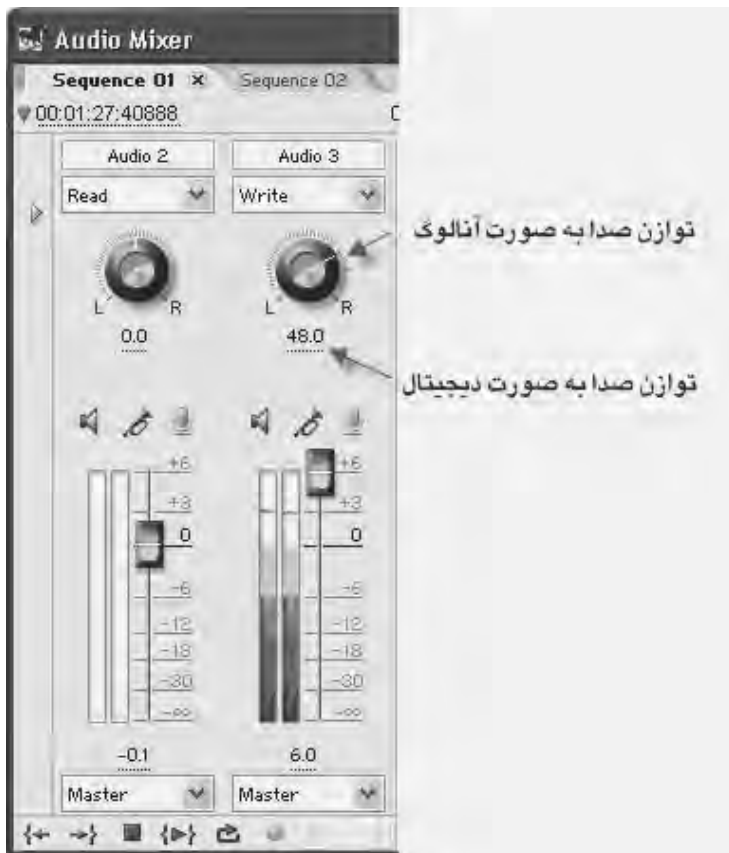 Audio Mixer
Sequence 01 × Sequence 02
00:01:27:40888
Audio 2 Audio 3
Read Write
توازن صدا به صورت آنالوگ
L R L R
0.0 48.0
توازن صدا به صورت دیجیتال
+6 +6
+3 +3
0 0
-6 -6
-12 -12
-18 -18
-30 -30
-∞ -∞
-0.1 6.0
Master Master